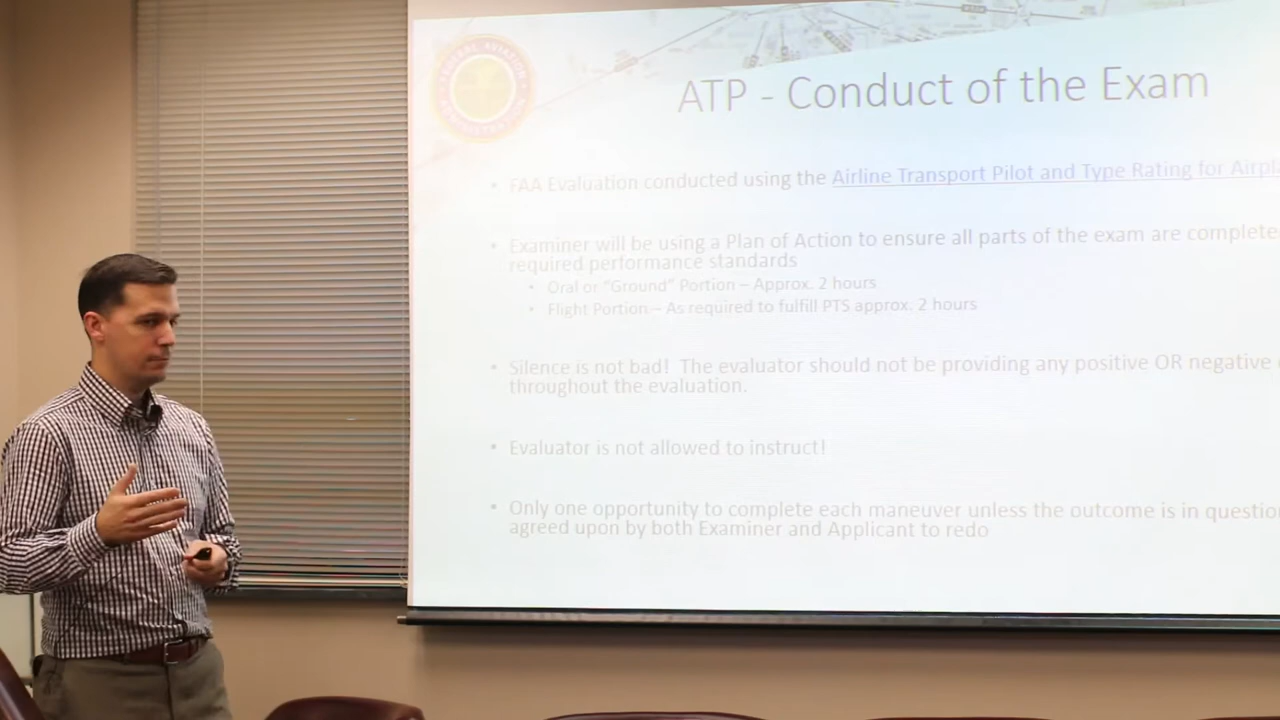 FEDERAL AVIATION
ATP - Conduct of the Exam
• FAA Evaluation conducted using the Airline Transport Pilot and Type Rating for
• Examiner will be using a Plan of Action to ensure all parts of the exam are
required performance standards
• Oral or "Ground" Portion – Approx. 2 hours
• Flight Portion – As required to fulfill PTS approx. 2 hours
• Silence is not bad! The evaluator should not be providing any positive OR negative
throughout the evaluation.
• Evaluator is not allowed to instruct!
• Only one opportunity to complete each maneuver unless the outcome is in
agreed upon by both Examiner and Applicant to redo